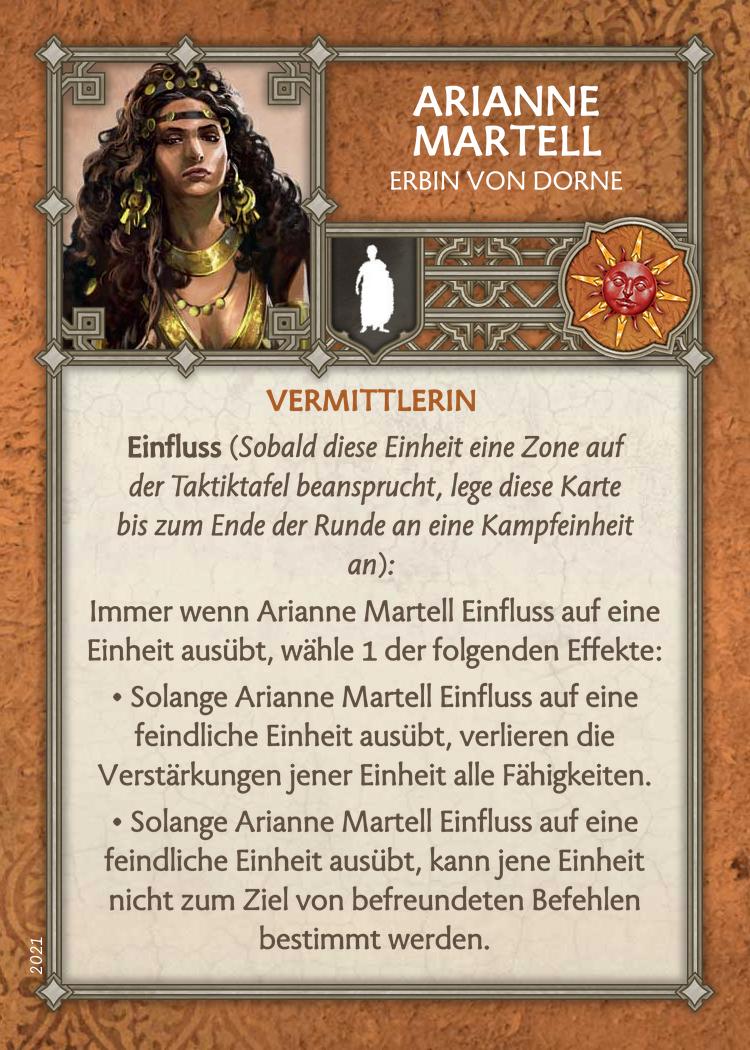 ARIANNE
MARTELL
ERBIN VON DORNE
VERMITTLERIN
Einfluss (Sobald diese Einheit eine Zone auf
der Taktiktafel beansprucht, lege diese Karte
bis zum Ende der Runde an eine Kampfeinheit
an):
Immer wenn Arianne Martell Einfluss auf eine
Einheit ausübt, wähle 1 der folgenden Effekte:
• Solange Arianne Martell Einfluss auf eine
feindliche Einheit ausübt, verlieren die
Verstärkungen jener Einheit alle Fähigkeiten.
• Solange Arianne Martell Einfluss auf eine
feindliche Einheit ausübt, kann jene Einheit
nicht zum Ziel von befreundeten Befehlen
bestimmt werden.
2021